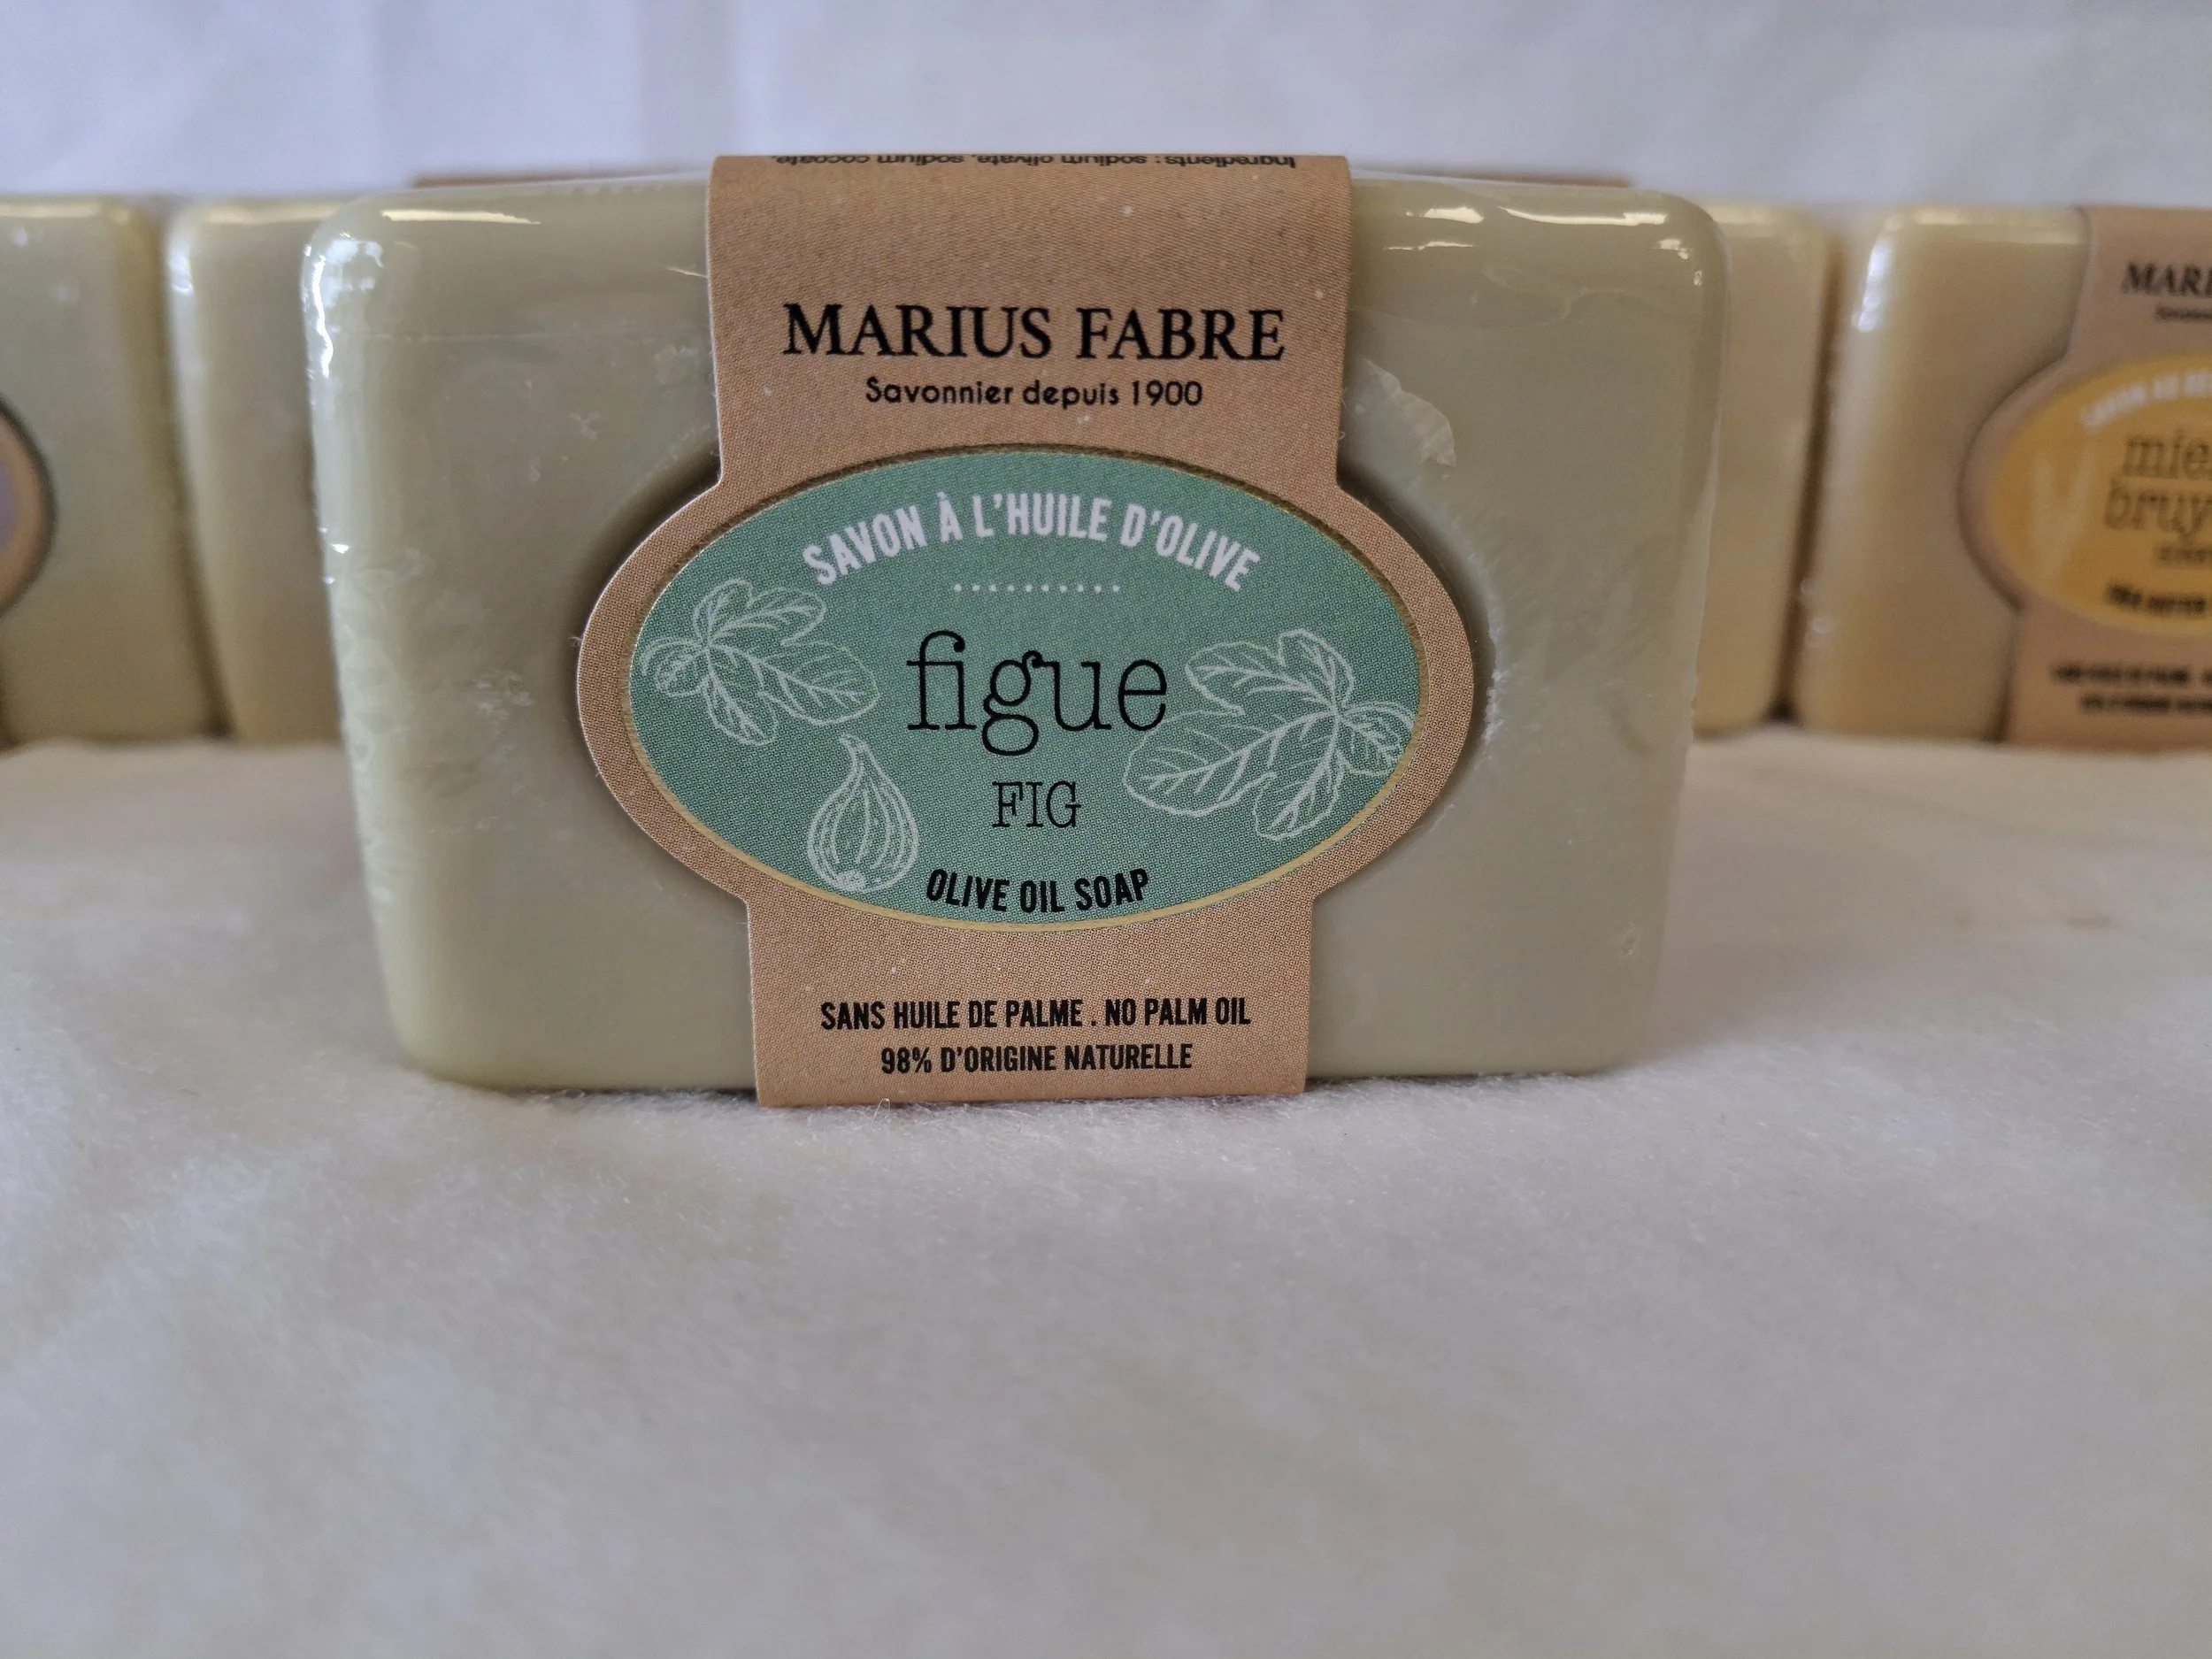 Ingredients : sodium olivate, sodium cocoate,
MARIUS FABRE
Savonnier depuis 1900
SAVON À L'HUILE D'OLIVE
figue
FIG
OLIVE OIL SOAP
SANS HUILE DE PALME . NO PALM OIL
98% D'ORIGINE NATURELLE